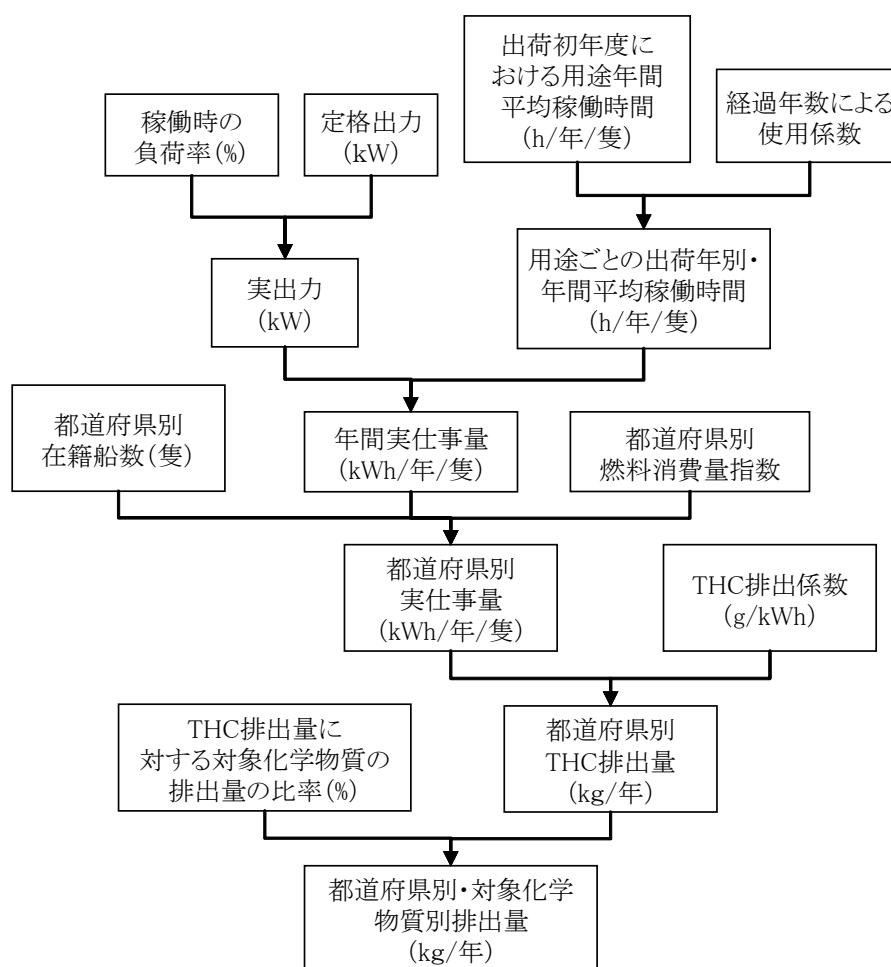 出荷初年度に
おける用途年間
平均稼働時間
(h/年/隻)
経過年数による
使用係数
稼働時の
負荷率(%)
定格出力
(kW)
実出力
(kW)
用途ごとの出荷年別・
年間平均稼働時間
(h/年/隻)
都道府県別
在籍船数(隻)
年間実仕事量
(kWh/年/隻)
都道府県別
燃料消費量指数
都道府県別
実仕事量
(kWh/年/隻)
THC排出係数
(g/kWh)
THC排出量に
対する対象化学物質の
排出量の比率(%)
都道府県別
THC排出量
(kg/年)
都道府県別・対象化学
物質別排出量
(kg/年)